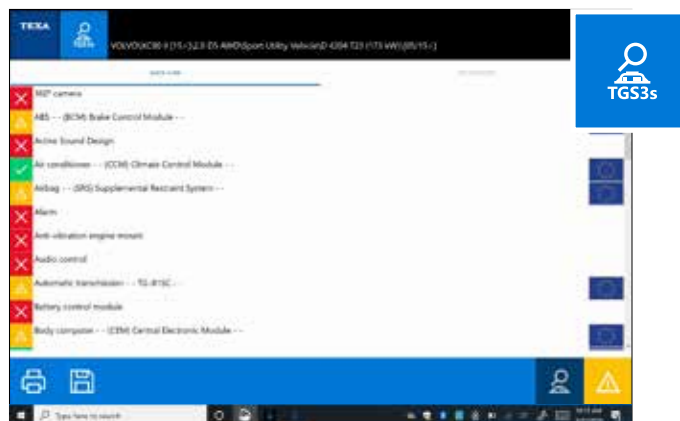 TEXA
TGS3s
VOLVO\XC90 II [15>]\2.0 D5 AWD\Sport Utility Vehicle\D 4204 T23 (173 kW)\[05/15>]
TGS3s
360° camera
ABS - - (BCM) Brake Control Module - -
Active Sound Design
Air conditioner - - (CCM) Climate Control Module - -
Airbag - - (SRS) Supplemental Restraint System - -
Alarm
Anti-vibration engine mount
Audio control
Automatic transmission - - TG-81SC - -
Battery control module
Body computer - - (CEM) Central Electronic Module - -
Type here to search